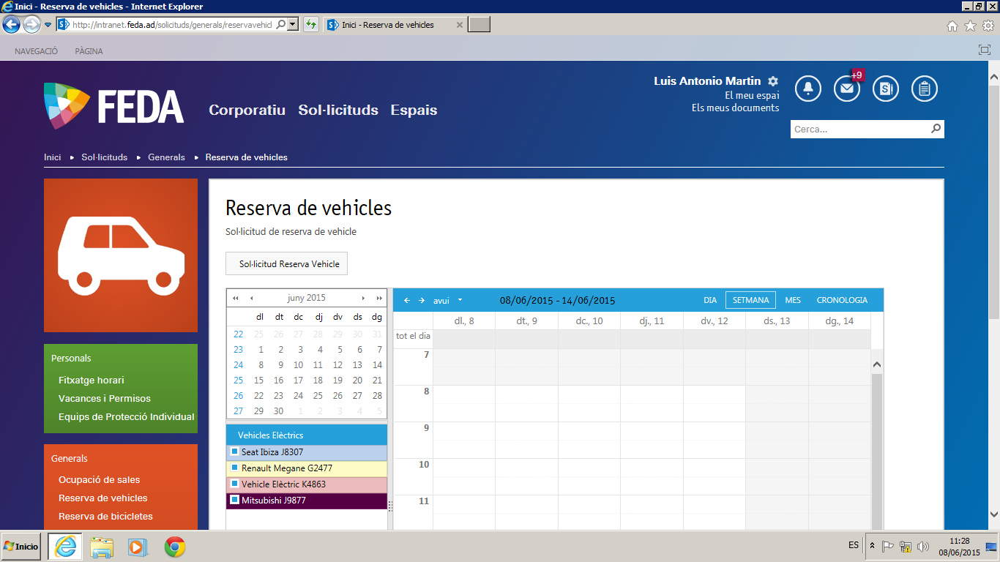 Inici - Reserva de vehicles - Internet Explorer
http://intranet.feda.ad/solicituds/generals/reservavehicl
Inici - Reserva de vehicles
NAVEGACIÓ PÀGINA
Luis Antonio Martin
+9
El meu espai
Els meus documents
FEDA
Corporatiu Sol·licituds Espais
Cerca...
Inici Sol·licituds Generals Reserva de vehicles
Reserva de vehicles
Sol·licitud de reserva de vehicle
Sol·licitud Reserva Vehicle
juny 2015
dl dt dc dj dv ds dg
22 25 26 27 28 29 30 31
23 1 2 3 4 5 6 7
24 8 9 10 11 12 13 14
25 15 16 17 18 19 20 21
26 22 23 24 25 26 27 28
27 29 30 1 2 3 4 5
Vehicles Elèctrics
Seat Ibiza J8307
Renault Megane G2477
Vehicle Elèctric K4863
Mitsubishi J9877
avui 08/06/2015 - 14/06/2015 DIA SETMANA MES CRONOLOGIA
dl., 8 dt., 9 dc., 10 dj., 11 dv., 12 ds., 13 dg., 14
tot el dia
7
8
9
10
11
Personals
Fitxatge horari
Vacances i Permisos
Equips de Protecció Individual
Generals
Ocupació de sales
Reserva de vehicles
Reserva de bicicletes
Inicio
ES
11:28
08/06/2015